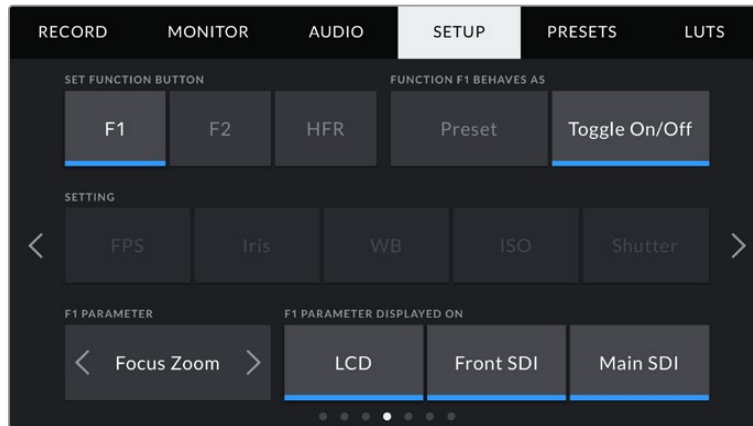 RECORD MONITOR AUDIO SETUP PRESETS LUTS
SET FUNCTION BUTTON FUNCTION F1 BEHAVES AS
F1 F2 HFR Preset Toggle On/Off
SETTING
FPS Iris WB ISO Shutter
F1 PARAMETER F1 PARAMETER DISPLAYED ON
Focus Zoom LCD Front SDI Main SDI